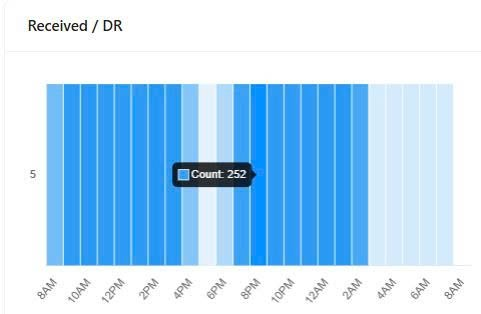 Received / DR
5
Count: 252
8AM 10AM 12PM 2PM 4PM 6PM 8PM 10PM 12AM 2AM 4AM 6AM 8AM